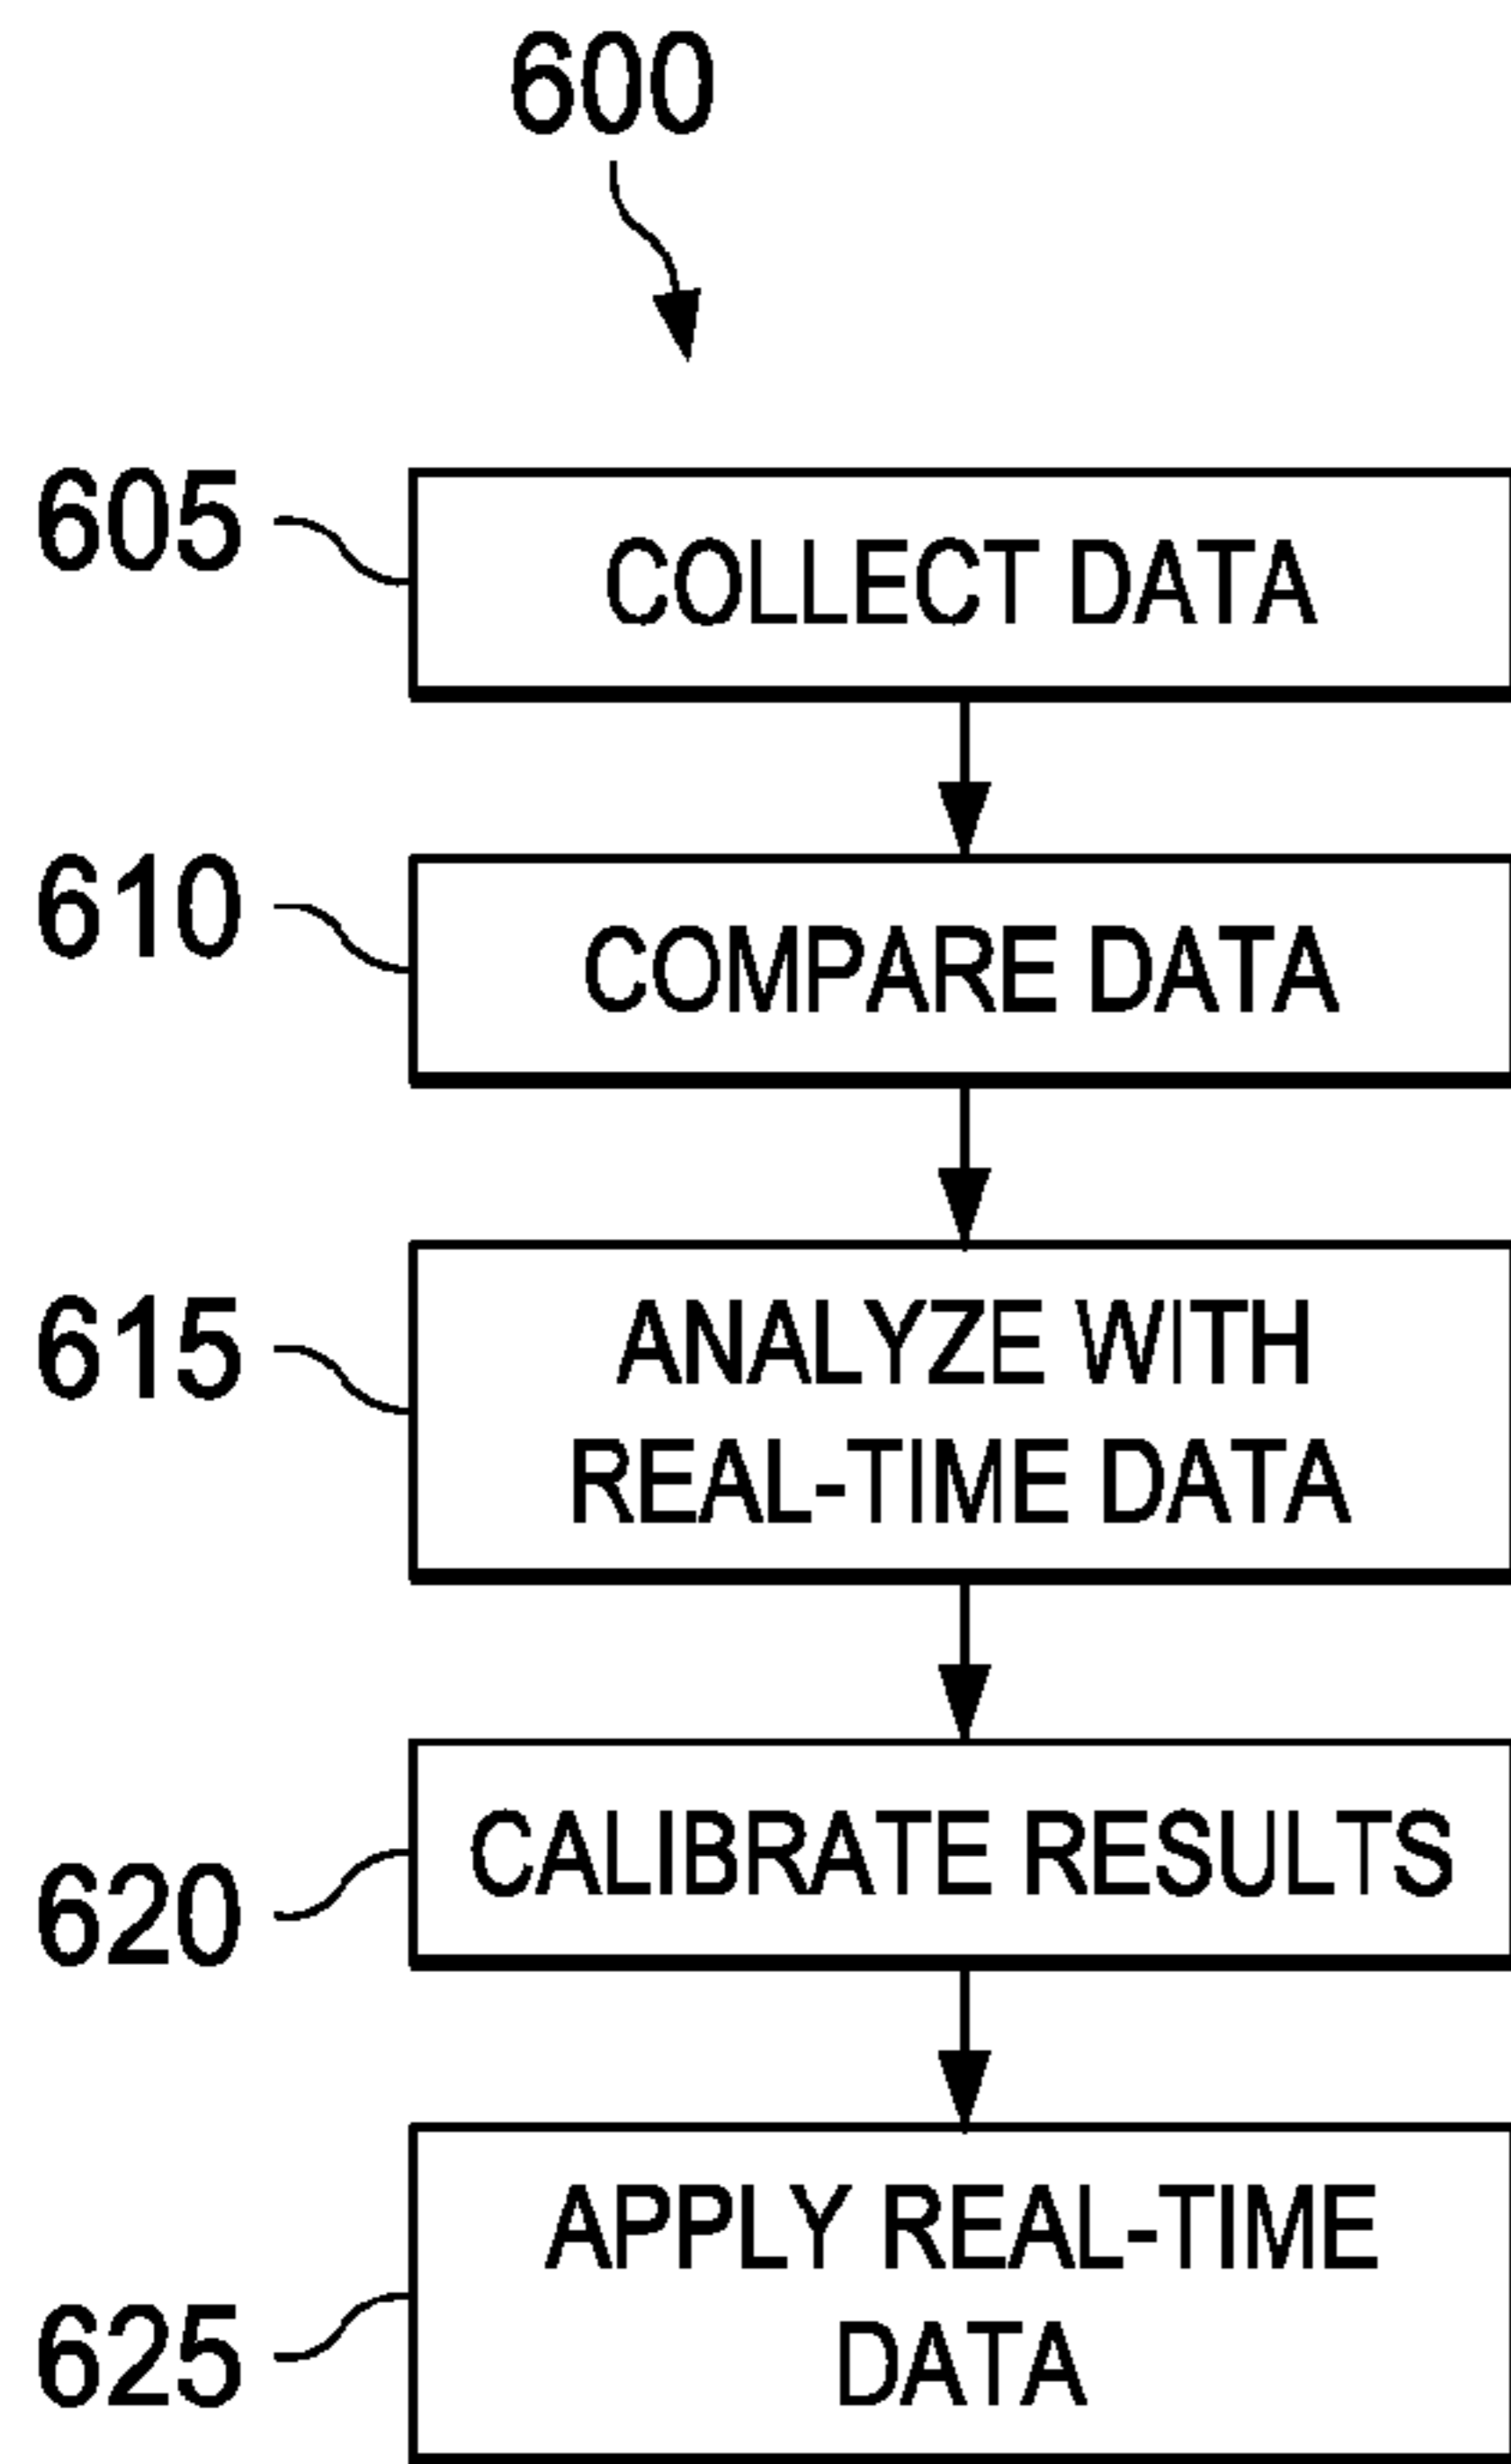 600
605
COLLECT DATA
610
COMPARE DATA
615
ANALYZE WITH
REAL-TIME DATA
620
CALIBRATE RESULTS
625
APPLY REAL-TIME
DATA